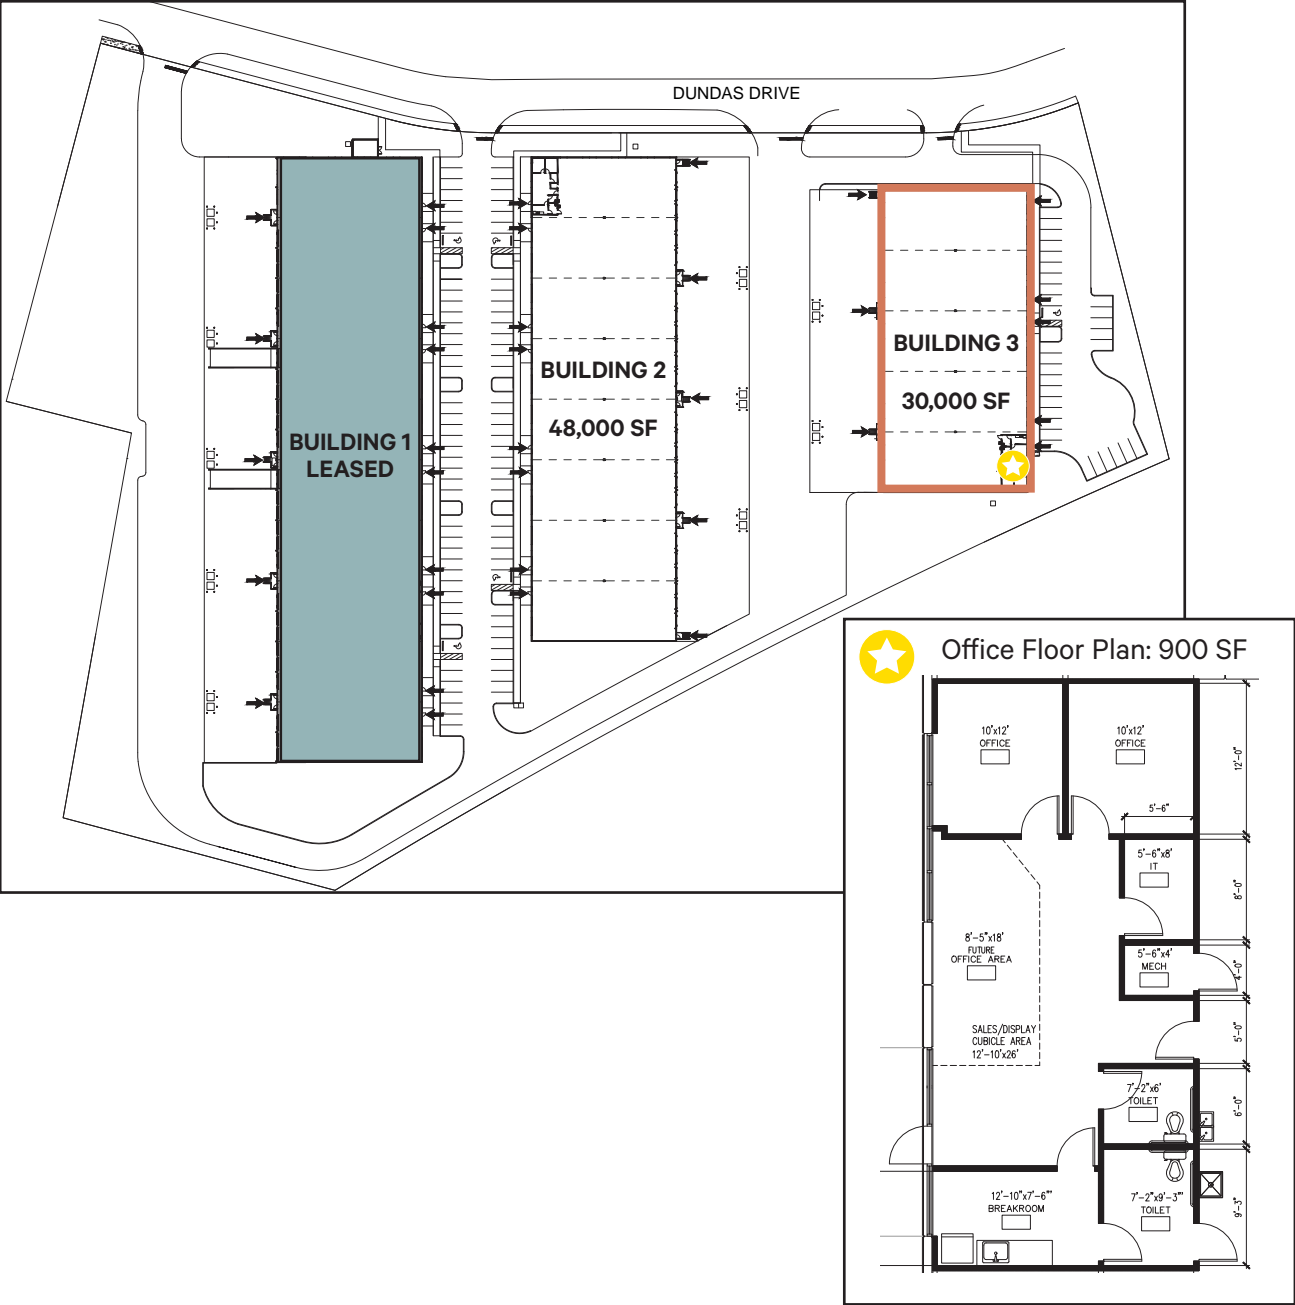 DUNDAS DRIVE
BUILDING 1
LEASED
BUILDING 2
48,000 SF
BUILDING 3
30,000 SF
Office Floor Plan: 900 SF
10'x12'
OFFICE
10'x12'
OFFICE
12'-0"
5'-6"
5'-6"x8'
IT
8'-0"
8'-5"x18'
FUTURE
OFFICE AREA
5'-6"x4'
MECH
4'-0"
SALES/DISPLAY
CUBICLE AREA
12'-10'x26'
5'-0"
7'-2"x6'
TOILET
6'-0"
12'-10"x7'-6"'
BREAKROOM
7'-2"x9'-3"'
TOILET
9'-3"